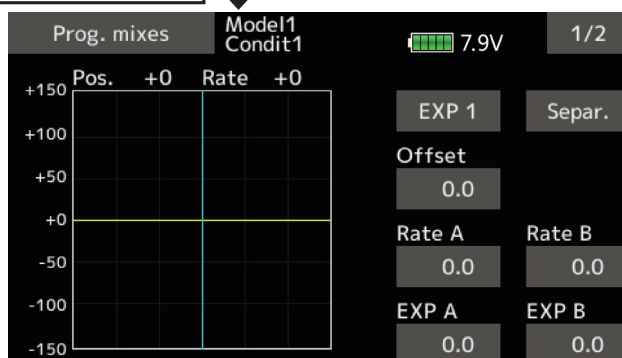 Prog. mixes
Model1
Condit1
7.9V
1/2
Pos. +0 Rate +0
+150
+100
+50
+0
-50
-100
-150
EXP 1
Separ.
Offset
0.0
Rate A
Rate B
0.0
0.0
EXP A
EXP B
0.0
0.0